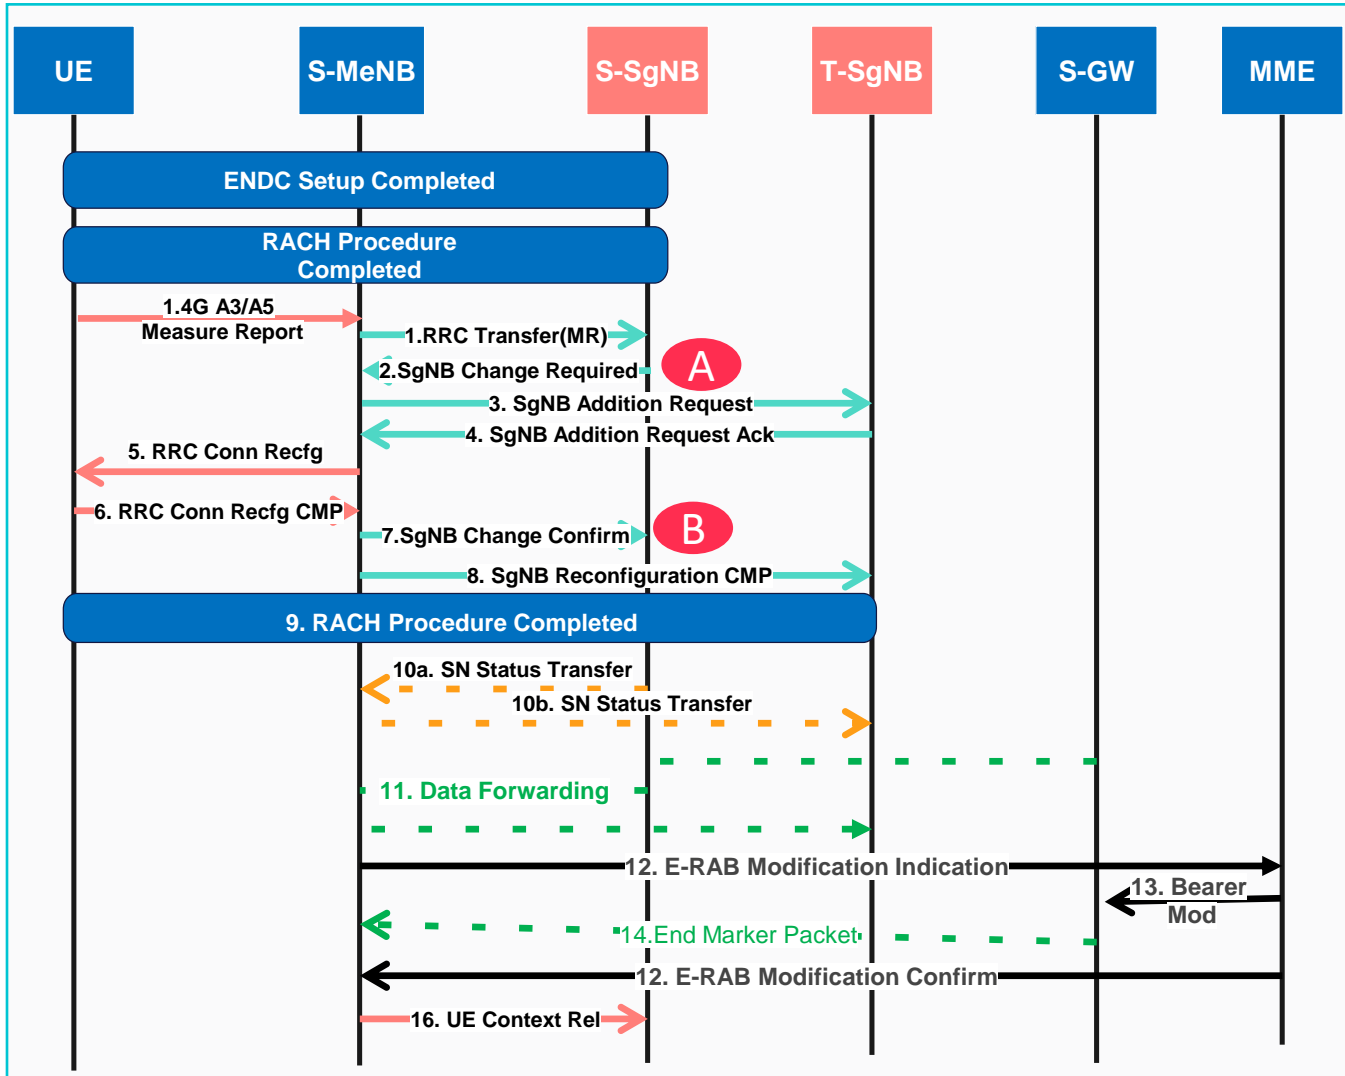 UE
S-MeNB
S-SgNB
T-SgNB
S-GW
MME
ENDC Setup Completed
RACH Procedure
Completed
1.4G A3/A5
Measure Report
1.RRC Transfer(MR)
2.SgNB Change Required
A
3. SgNB Addition Request
4. SgNB Addition Request Ack
5. RRC Conn Recfg
6. RRC Conn Recfg CMP
7.SgNB Change Confirm
B
8. SgNB Reconfiguration CMP
9. RACH Procedure Completed
10a. SN Status Transfer
10b. SN Status Transfer
11. Data Forwarding
12. E-RAB Modification Indication
13. Bearer
Mod
14.End Marker Packet
12. E-RAB Modification Confirm
16. UE Context Rel